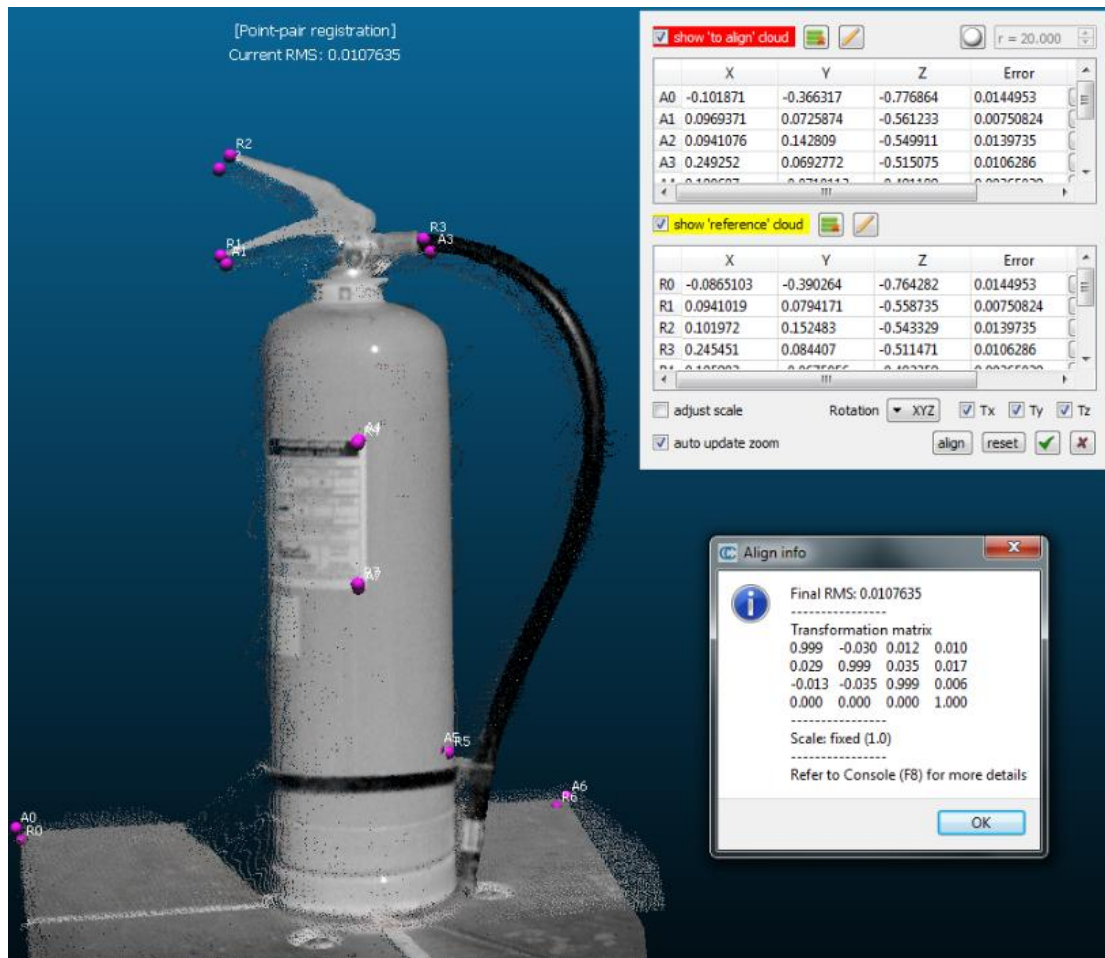 [Point-pair registration]
Current RMS: 0.0107635
show 'to align' cloud
r = 20.000
X Y Z Error
A0 -0.101871 -0.366317 -0.776864 0.0144953
A1 0.0969371 0.0725874 -0.561233 0.00750824
A2 0.0941076 0.142809 -0.549911 0.0139735
A3 0.249252 0.0692772 -0.515075 0.0106286
show 'reference' cloud
X Y Z Error
R0 -0.0865103 -0.390264 -0.764282 0.0144953
R1 0.0941019 0.0794171 -0.558735 0.00750824
R2 0.101972 0.152483 -0.543329 0.0139735
R3 0.245451 0.084407 -0.511471 0.0106286
adjust scale Rotation XYZ Tx Ty Tz
auto update zoom align reset
R2
R3
A3
R1
A1
A5
R5
A6
R6
A0
R0
Align info
Final RMS: 0.0107635
----------------
Transformation matrix
0.999 -0.030 0.012 0.010
0.029 0.999 0.035 0.017
-0.013 -0.035 0.999 0.006
0.000 0.000 0.000 1.000
----------------
Scale: fixed (1.0)
----------------
Refer to Console (F8) for more details
OK